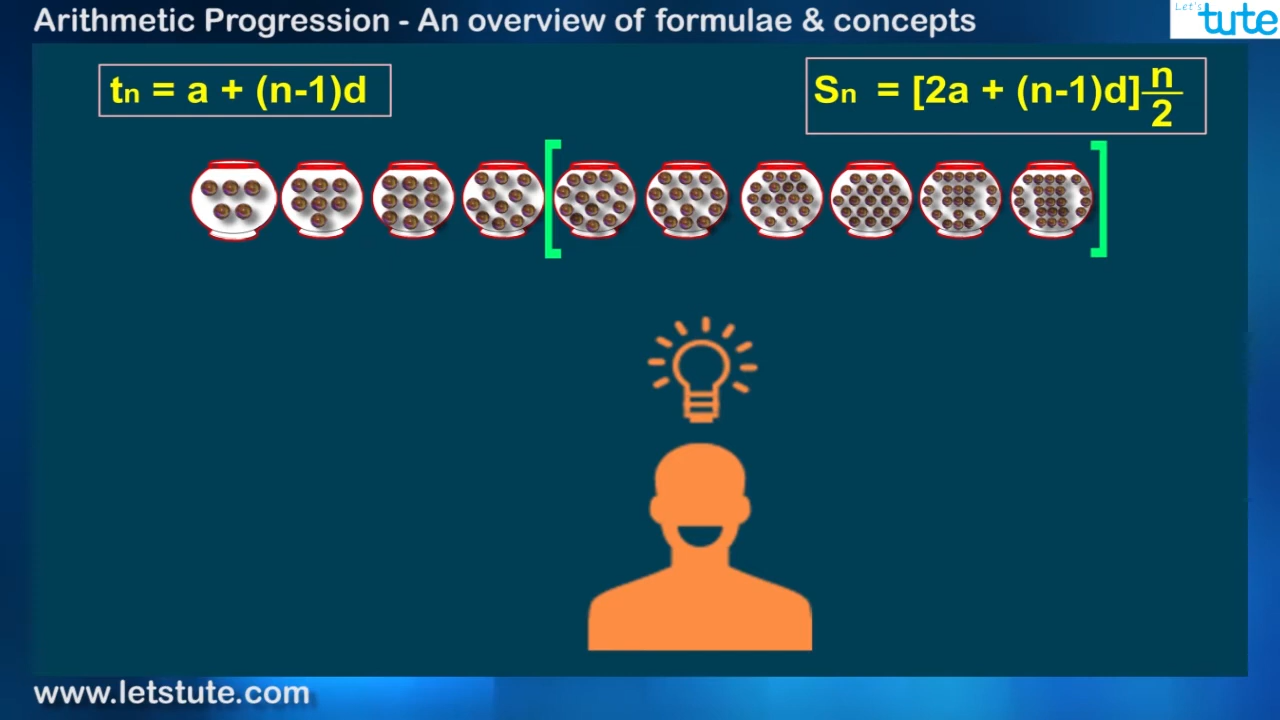 Arithmetic Progression - An overview of formulae & concepts
Let's
tute
tn = a + (n-1)d
Sn = [2a + (n-1)d] n/2
www.letstute.com